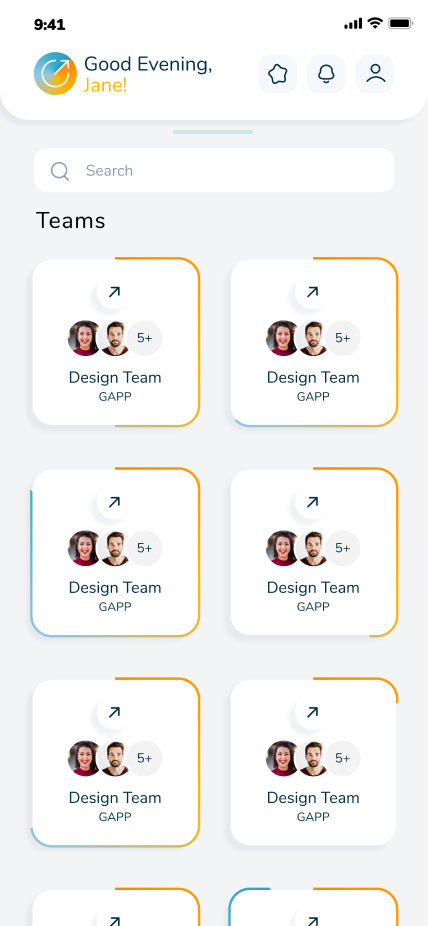 9:41
Good Evening,
Jane!
Search
Teams
5+
Design Team
GAPP
5+
Design Team
GAPP
5+
Design Team
GAPP
5+
Design Team
GAPP
5+
Design Team
GAPP
5+
Design Team
GAPP